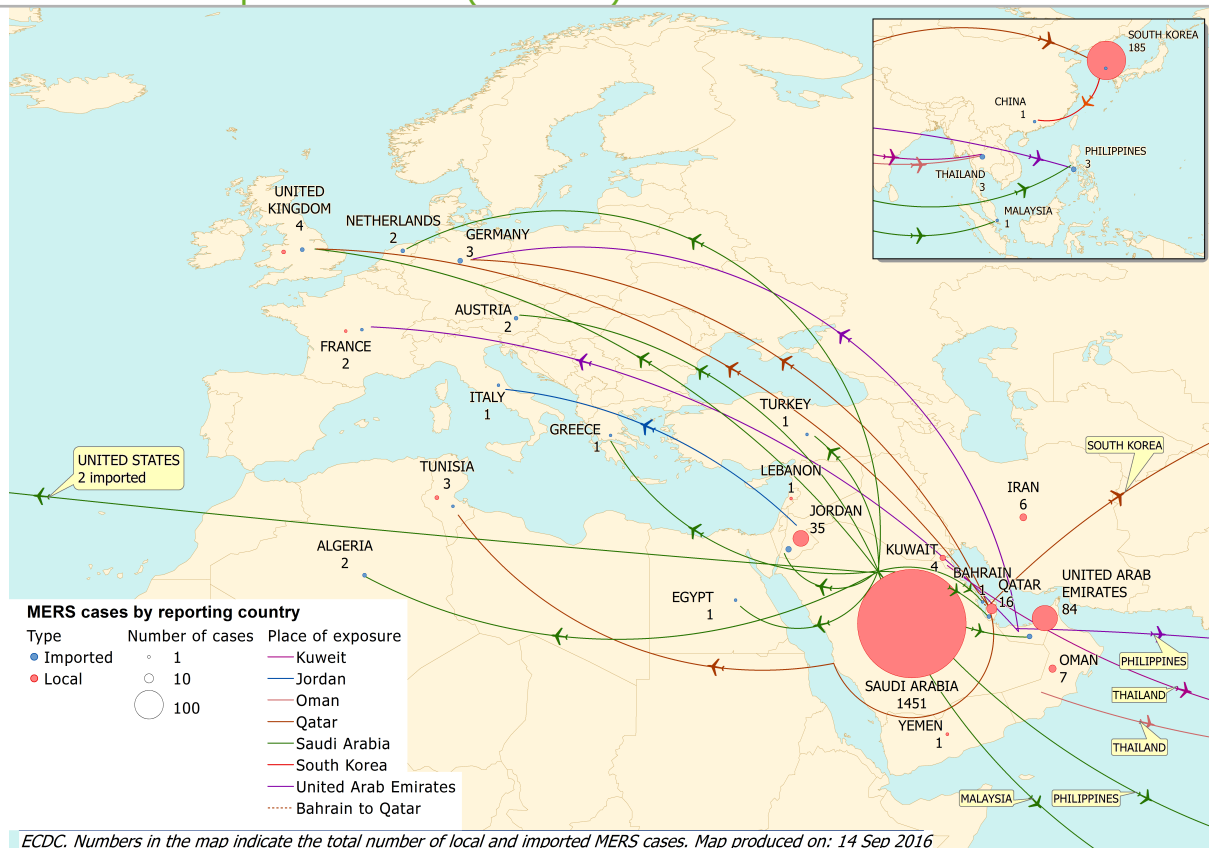 SOUTH KOREA
185
CHINA
1
PHILIPPINES
3
THAILAND
3
MALAYSIA
1
UNITED
KINGDOM
4
NETHERLANDS
2
GERMANY
3
AUSTRIA
2
FRANCE
2
ITALY
1
GREECE
1
TURKEY
1
UNITED STATES
2 imported
TUNISIA
3
LEBANON
1
SOUTH KOREA
IRAN
6
JORDAN
35
ALGERIA
2
KUWAIT
4
BAHRAIN
1
QATAR
16
UNITED ARAB
EMIRATES
84
EGYPT
1
PHILIPPINES
OMAN
7
THAILAND
SAUDI ARABIA
1451
YEMEN
1
THAILAND
MALAYSIA
PHILIPPINES
MERS cases by reporting country
Type
Imported
Local
Number of cases
1
10
100
Place of exposure
Kuweit
Jordan
Oman
Qatar
Saudi Arabia
South Korea
United Arab Emirates
Bahrain to Qatar
ECDC. Numbers in the map indicate the total number of local and imported MERS cases. Map produced on: 14 Sep 2016